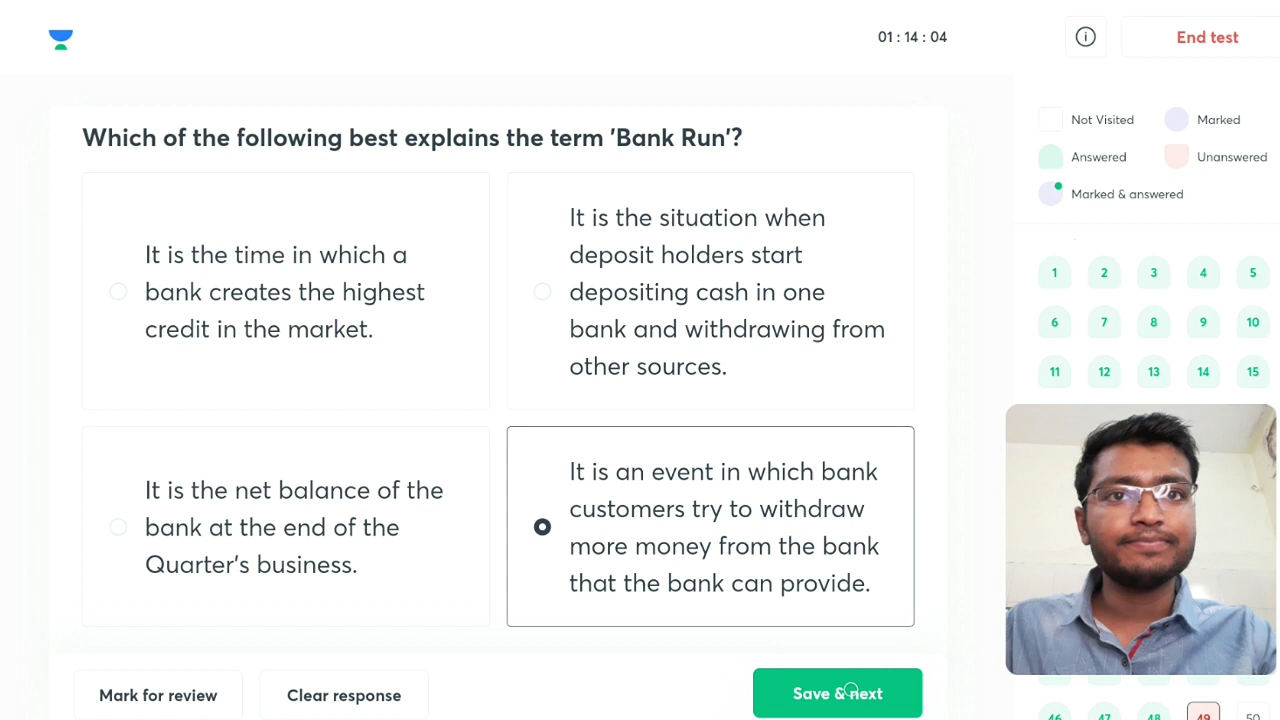 01 : 14 : 04
End test
Which of the following best explains the term 'Bank Run'?
It is the time in which a
bank creates the highest
credit in the market.
It is the situation when
deposit holders start
depositing cash in one
bank and withdrawing from
other sources.
It is the net balance of the
bank at the end of the
Quarter's business.
It is an event in which bank
customers try to withdraw
more money from the bank
that the bank can provide.
Mark for review
Clear response
Save & next
Not Visited
Marked
Answered
Unanswered
Marked & answered
1 2 3 4 5
6 7 8 9 10
11 12 13 14 15
46 47 48 49 50